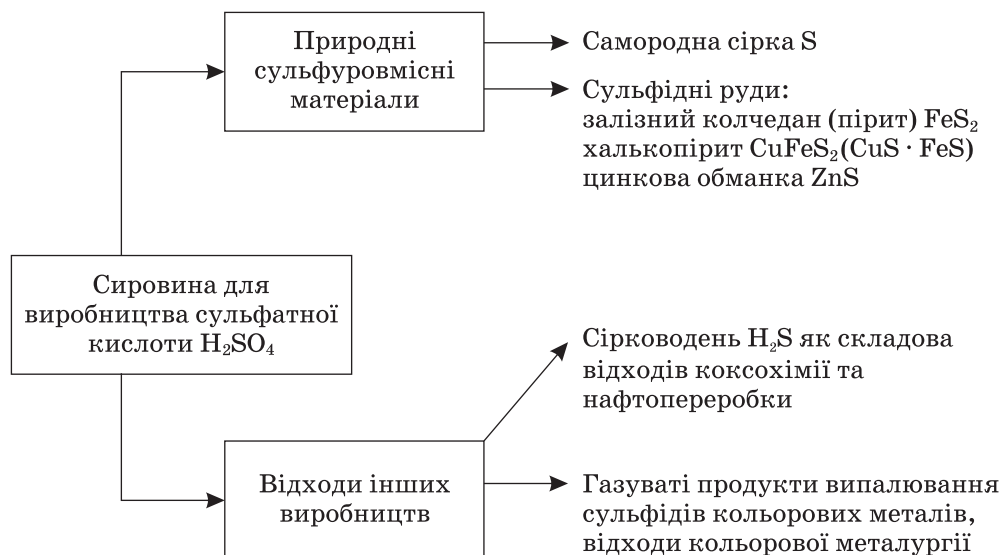 Природні
сульфуровмісні
матеріали
Самородна сірка S
Сульфідні руди:
залізний колчедан (пірит) FeS₂
халькопірит CuFeS₂(CuS · FeS)
цинкова обманка ZnS
Сировина для
виробництва сульфатної
кислоти H₂SO₄
Сірководень H₂S як складова
відходів коксохімії та
нафтопереробки
Відходи інших
виробництв
Газуваті продукти випалювання
сульфідів кольорових металів,
відходи кольорової металургії